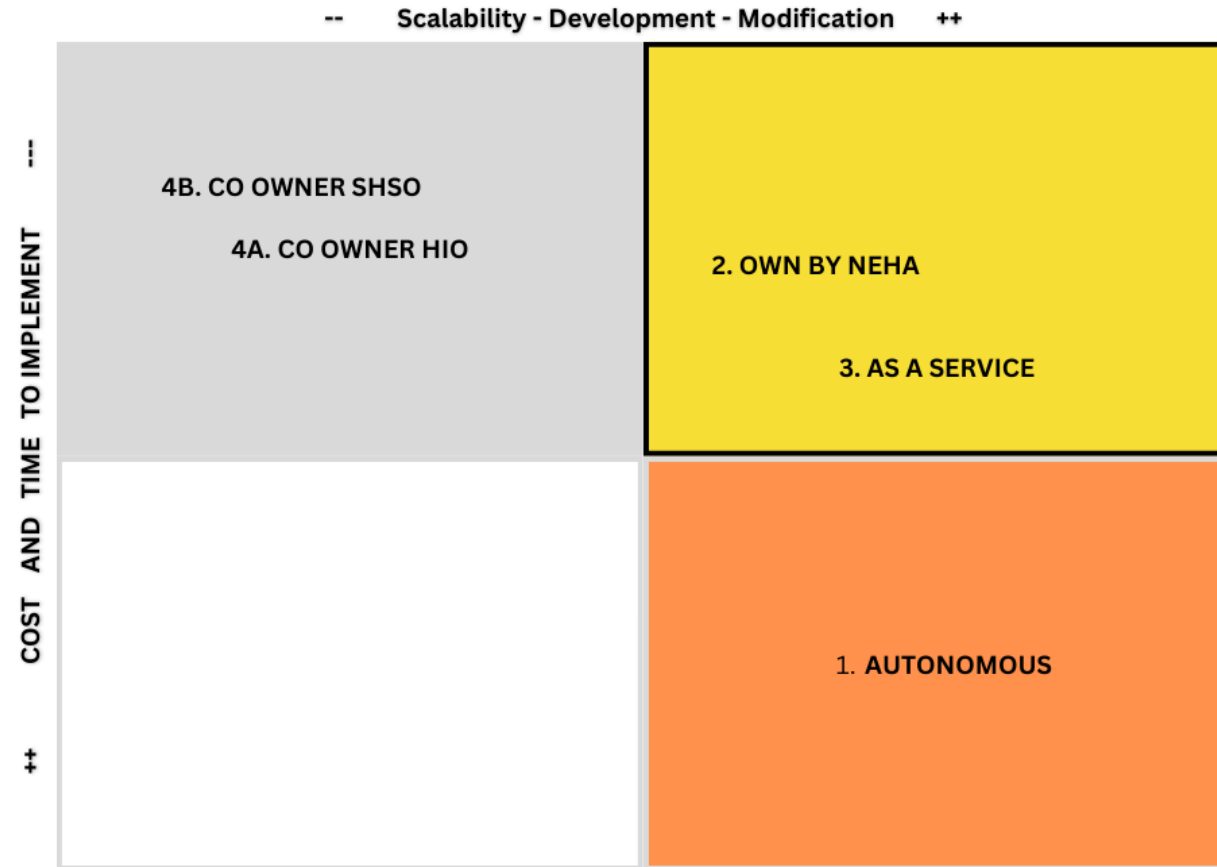 -- Scalability - Development - Modification ++
--- 
COST AND TIME TO IMPLEMENT
++
4B. CO OWNER SHSO
4A. CO OWNER HIO
2. OWN BY NEHA
3. AS A SERVICE
1. AUTONOMOUS